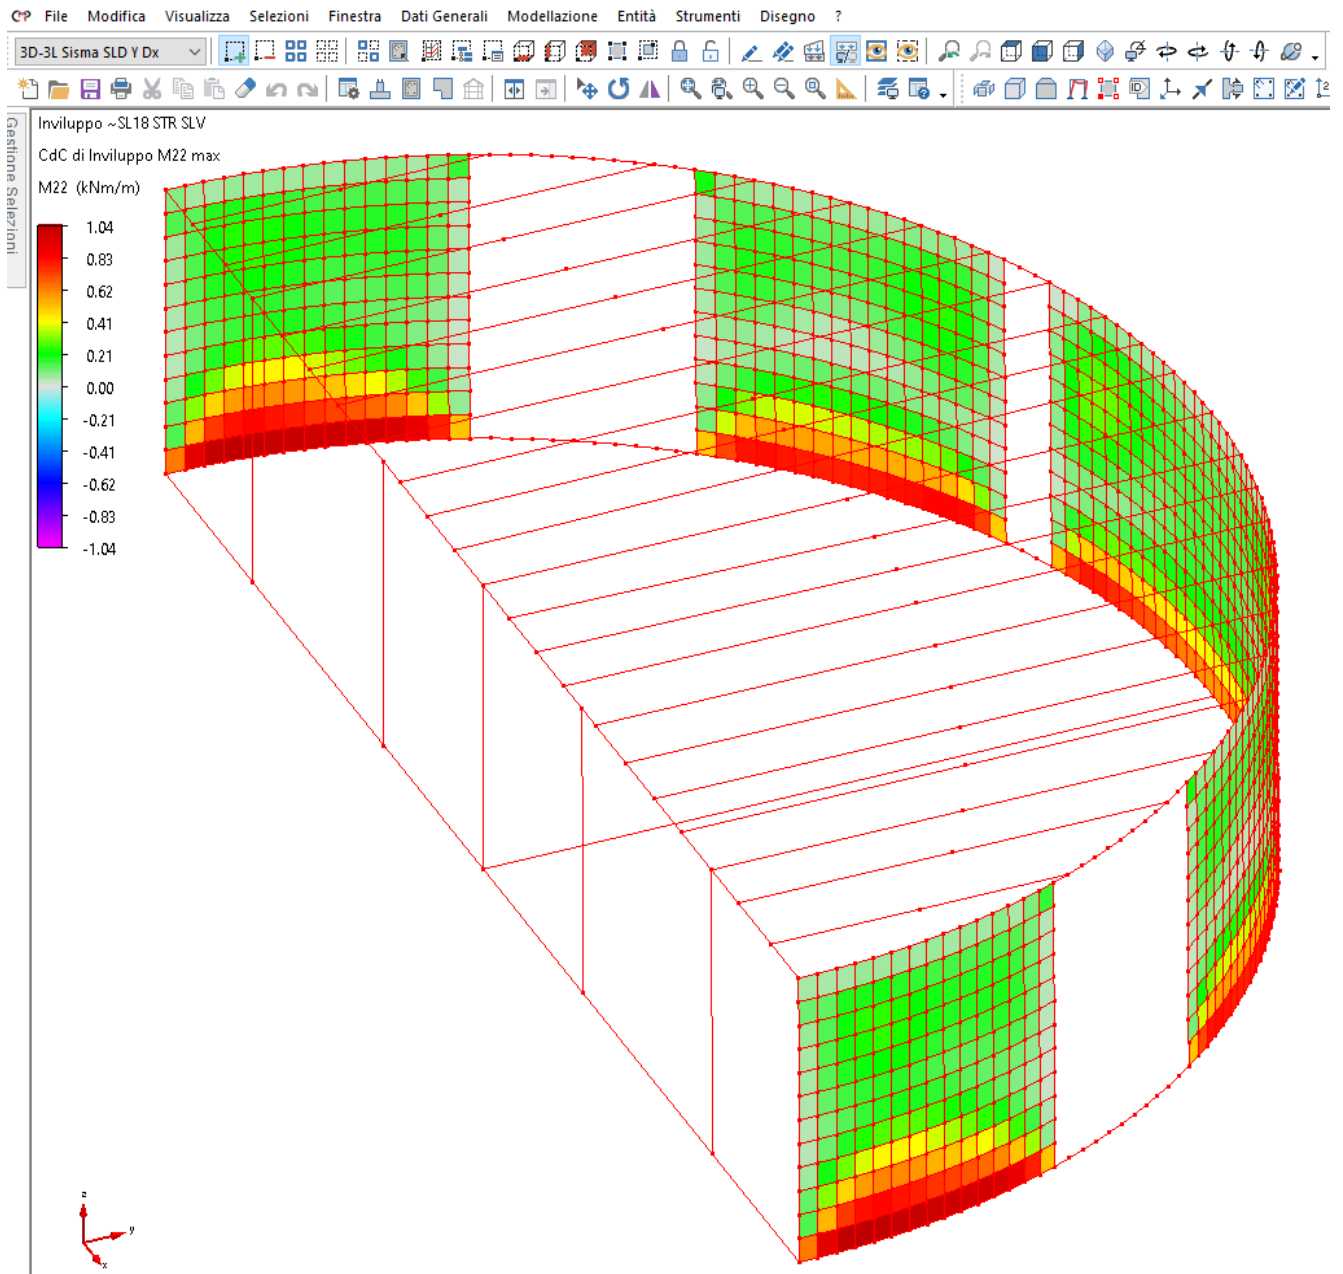 CMP File Modifica Visualizza Selezioni Finestra Dati Generali Modellazione Entità Strumenti Disegno ?
3D-3L Sisma SLD Y Dx
ID
Gestione Selezioni
Inviluppo ~SL18 STR SLV
CdC di Inviluppo M22 max
M22 (kNm/m)
1.04
0.83
0.62
0.41
0.21
0.00
-0.21
-0.41
-0.62
-0.83
-1.04
z
y
x